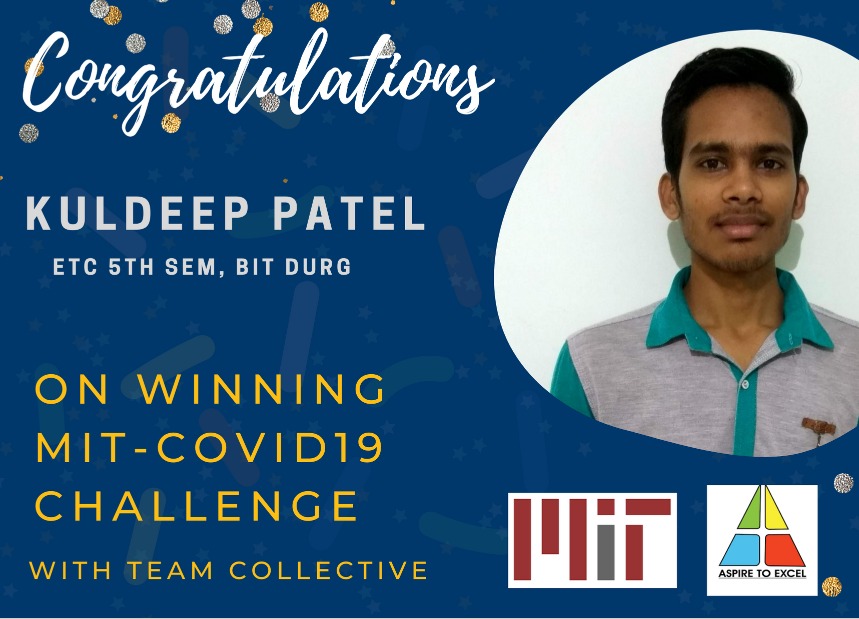 Congratulations
KULDEEP PATEL
ETC 5TH SEM, BIT DURG
ON WINNING
MIT-COVID19
CHALLENGE
WITH TEAM COLLECTIVE
MIT
ASPIRE TO EXCEL